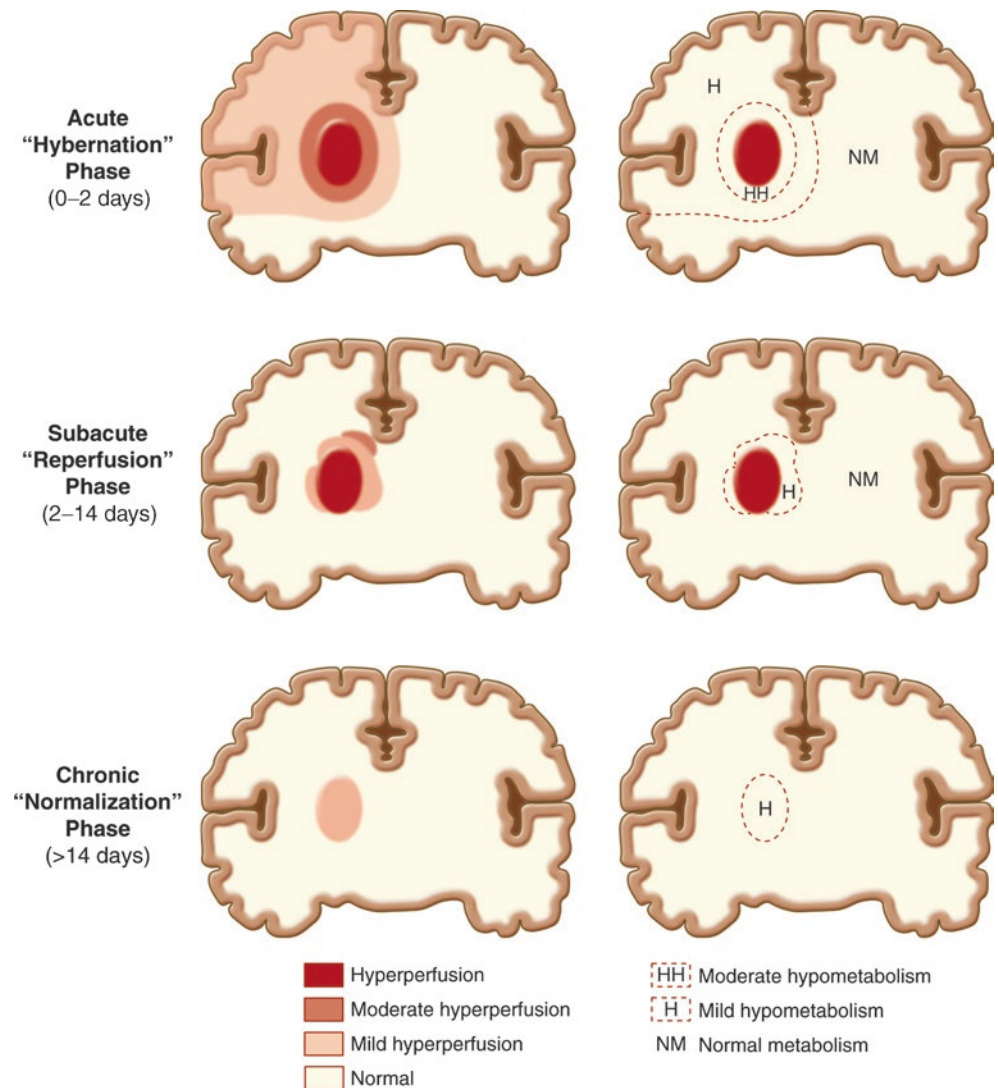 Acute
“Hybernation”
Phase
(0–2 days)
H
HH
NM
Subacute
“Reperfusion”
Phase
(2–14 days)
H
NM
Chronic
“Normalization”
Phase
(>14 days)
H
Hyperperfusion
Moderate hyperperfusion
Mild hyperperfusion
Normal
HH Moderate hypometabolism
H Mild hypometabolism
NM Normal metabolism